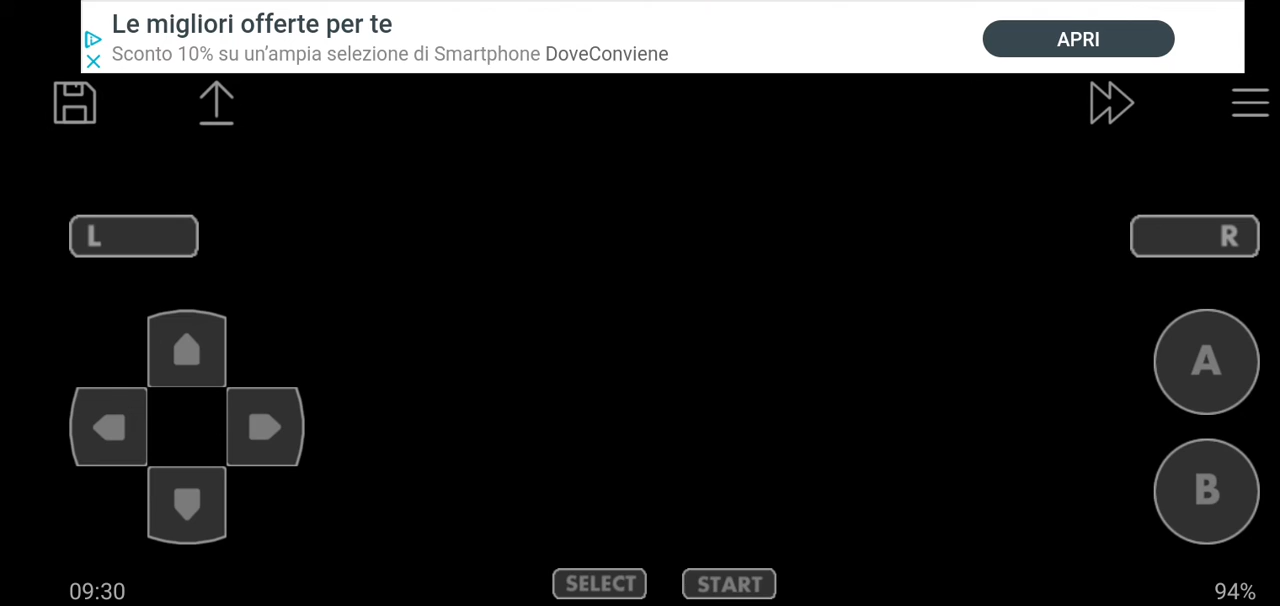 Le migliori offerte per te
Sconto 10% su un'ampia selezione di Smartphone DoveConviene
APRI
L
R
A
B
SELECT
START
09:30
94%